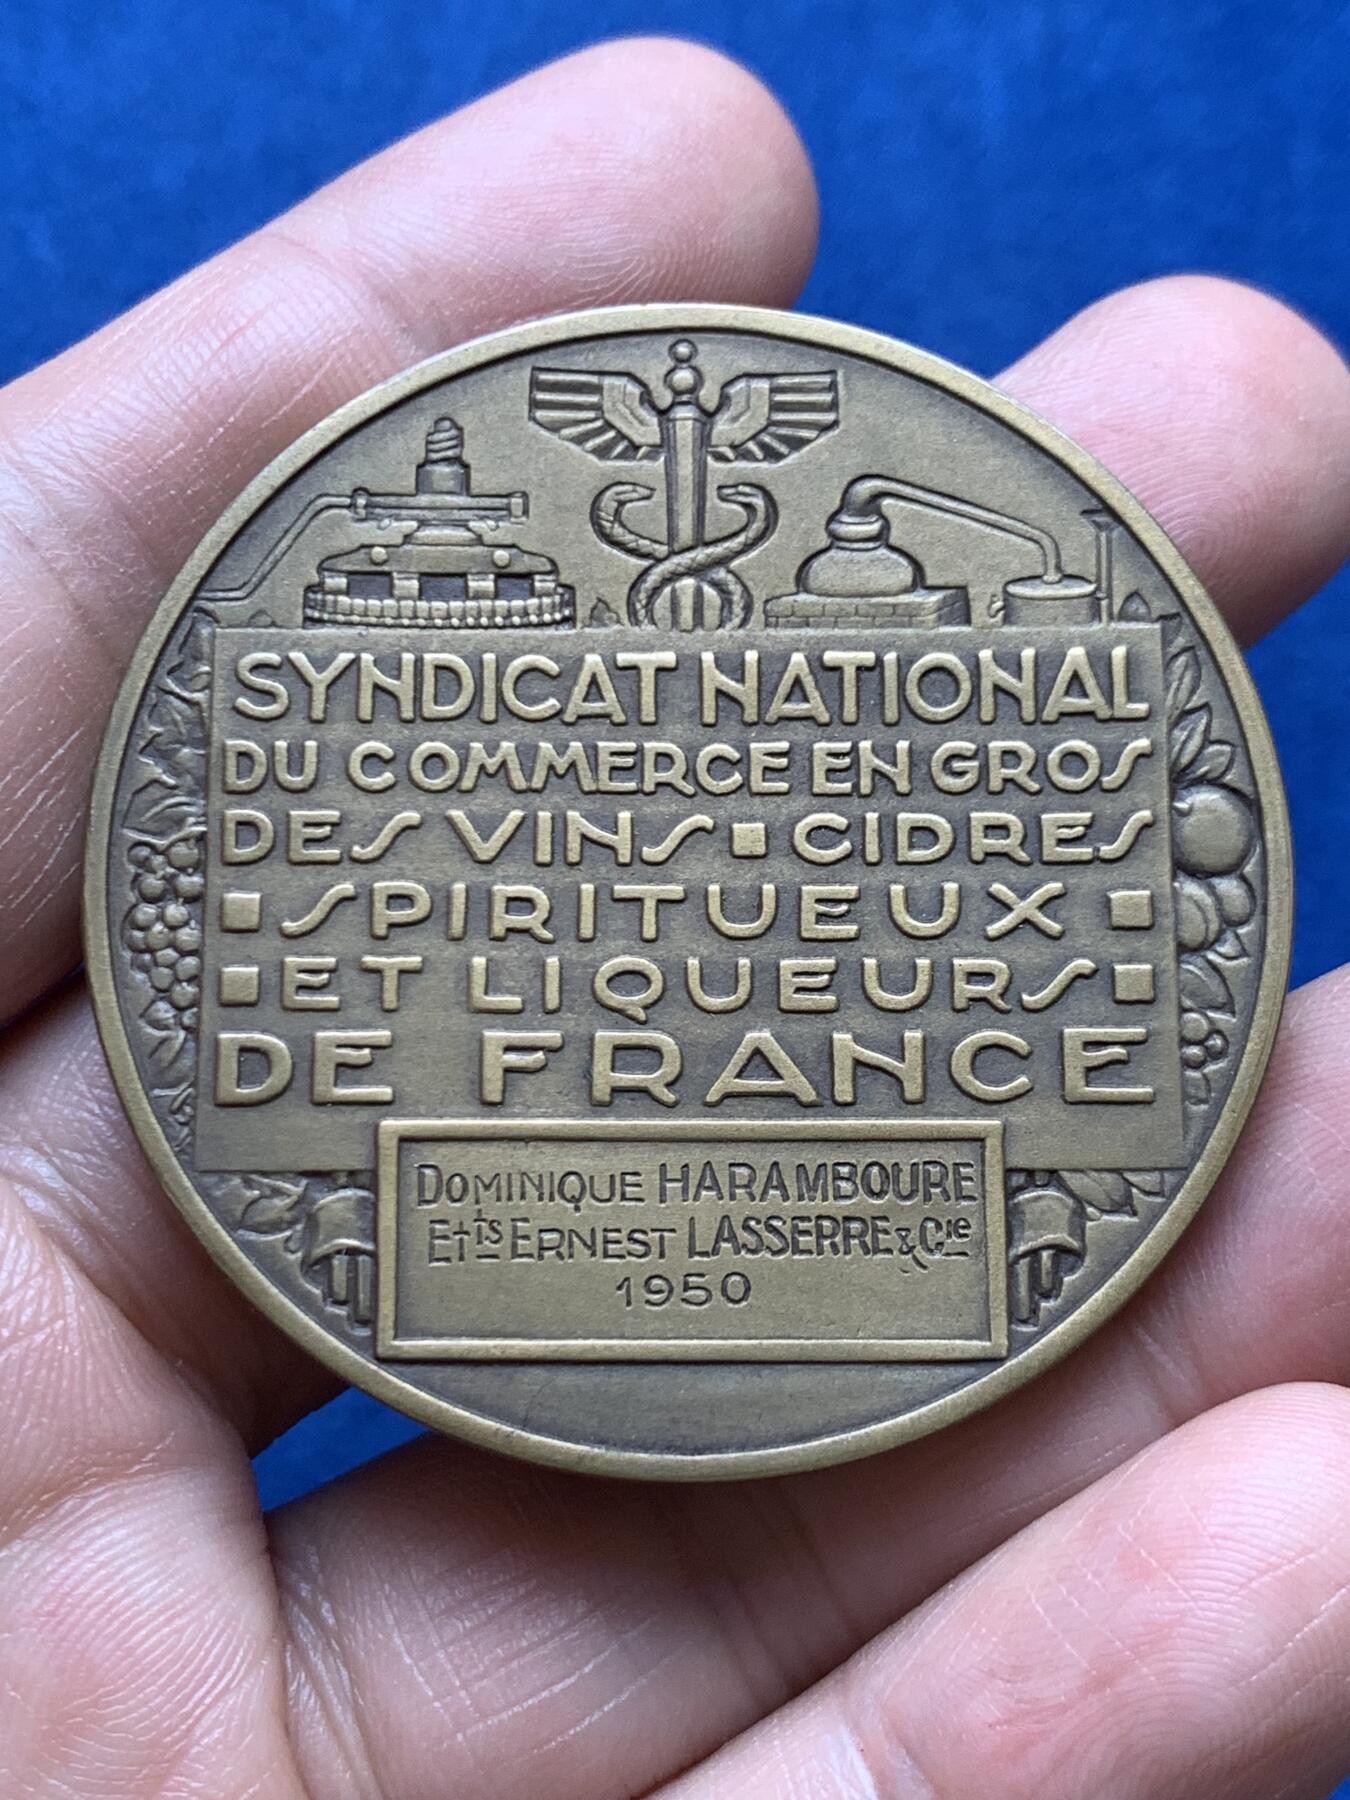 SYNDICAT NATIONAL
DU COMMERCE EN GROS
DES VINS ▪ CIDRES
▪ SPIRITUEUX ▪
▪ ET LIQUEURS ▪
DE FRANCE
DOMINIQUE HARAMBOURE
Etts ERNEST LASSERRE & Cie
1950